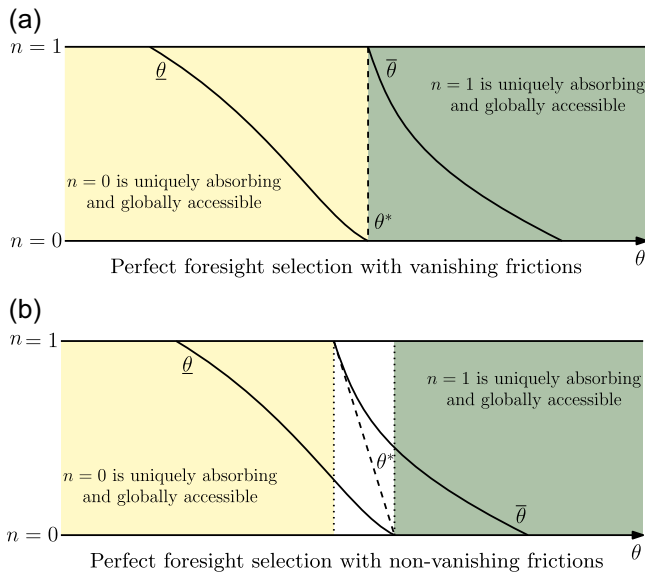 (a)
n = 1
θ
θ̅
n = 1 is uniquely absorbing
and globally accessible
n = 0 is uniquely absorbing
and globally accessible
θ*
n = 0
θ
Perfect foresight selection with vanishing frictions
(b)
n = 1
θ
n = 1 is uniquely absorbing
and globally accessible
θ*
n = 0 is uniquely absorbing
and globally accessible
θ̅
n = 0
θ
Perfect foresight selection with non-vanishing frictions